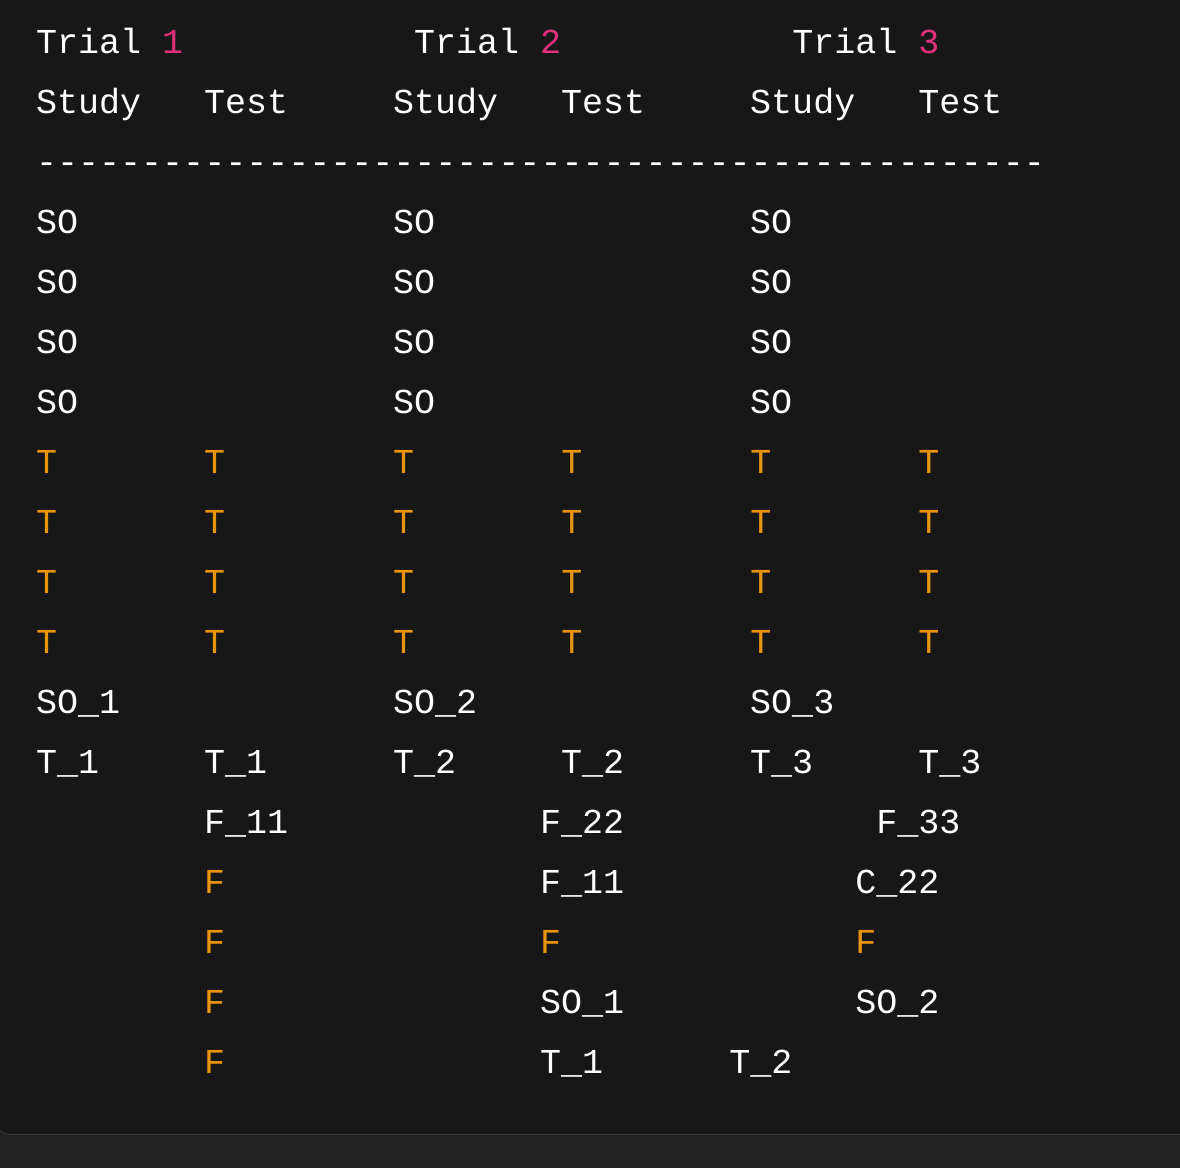 Trial 1           Trial 2           Trial 3
Study   Test     Study   Test     Study   Test
------------------------------------------------
SO               SO               SO
SO               SO               SO
SO               SO               SO
SO               SO               SO
T       T        T       T        T       T
T       T        T       T        T       T
T       T        T       T        T       T
T       T        T       T        T       T
SO_1             SO_2             SO_3
T_1     T_1      T_2     T_2      T_3     T_3
        F_11            F_22            F_33
        F               F_11           C_22
        F               F              F
        F               SO_1           SO_2
        F               T_1      T_2